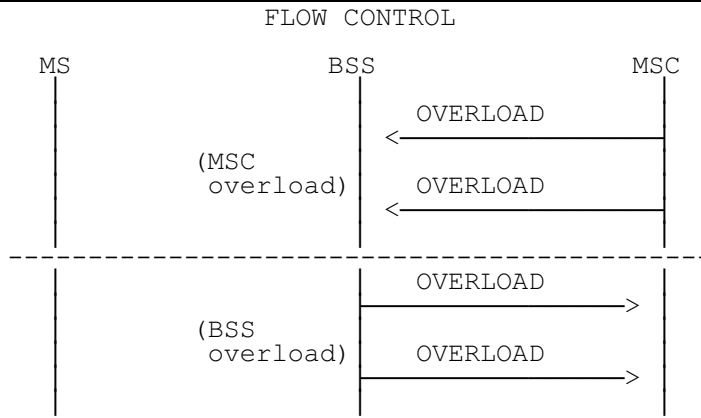 FLOW CONTROL
MS BSS MSC
OVERLOAD
(MSC
overload) OVERLOAD
OVERLOAD
(BSS
overload) OVERLOAD